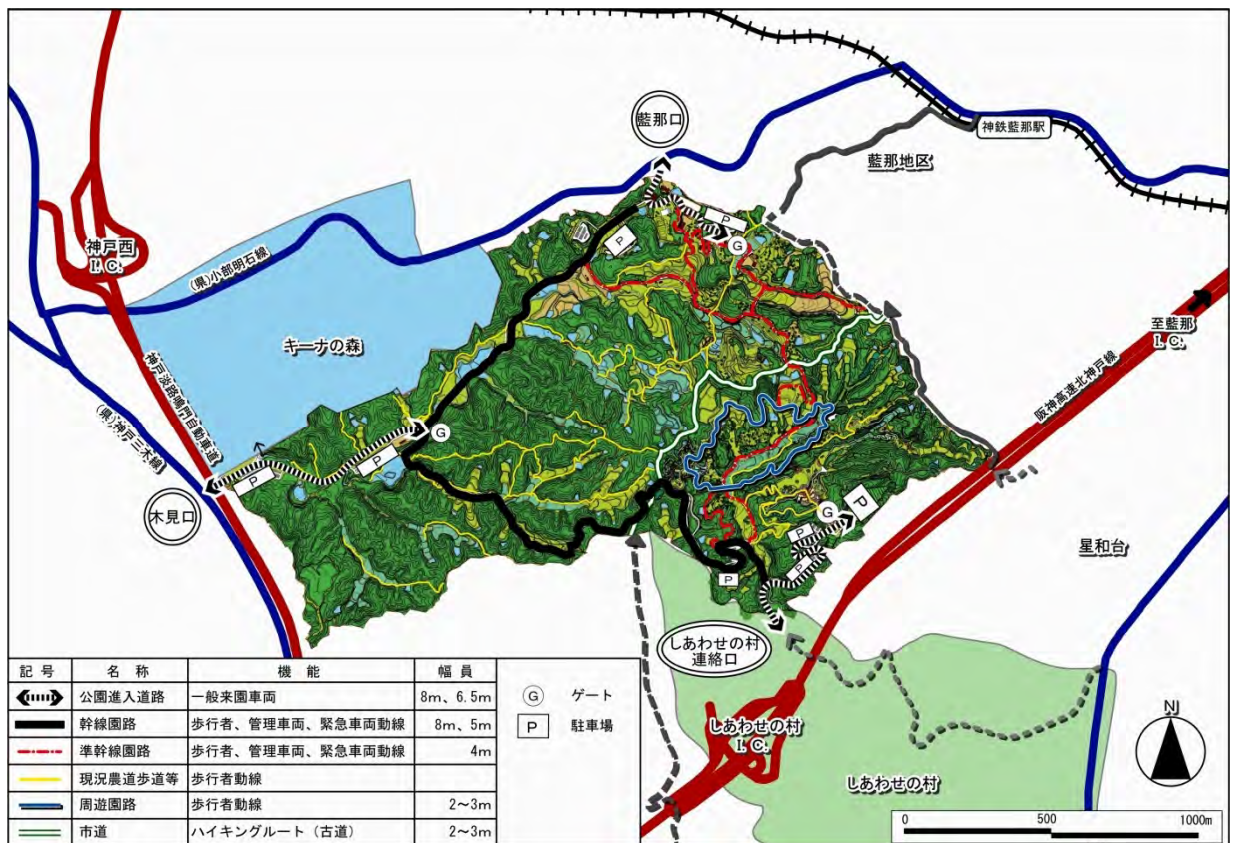 藍那口
神鉄藍那駅
藍那地区
神戸西
I.C.
(県)小部明石線
キーナの森
至藍那
I.C.
阪神高速北神戸線
神戸淡路鳴門自動車道
(県)神戸三木線
P
P
G
G
P
P
木見口
G
P
P
P
P
星和台
しあわせの村
連絡口
しあわせの村
I.C.
しあわせの村
N
0 500 1000m
記号 名称 機能 幅員
公園進入道路 一般来園車両 8m、6.5m
幹線園路 歩行者、管理車両、緊急車両動線 8m、5m
準幹線園路 歩行者、管理車両、緊急車両動線 4m
現況農道歩道等 歩行者動線
周遊園路 歩行者動線 2～3m
市道 ハイキングルート（古道） 2～3m
G ゲート
P 駐車場